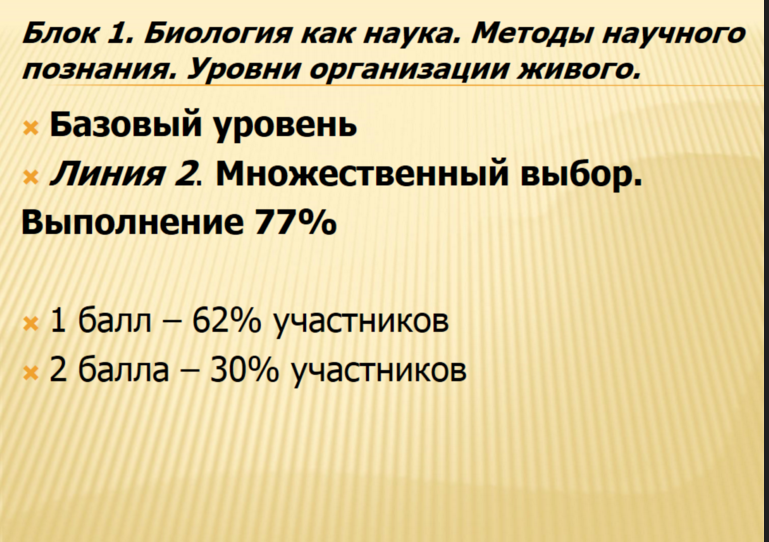 Блок 1. Биология как наука. Методы научного
познания. Уровни организации живого.
Базовый уровень
Линия 2. Множественный выбор.
Выполнение 77%
1 балл – 62% участников
2 балла – 30% участников